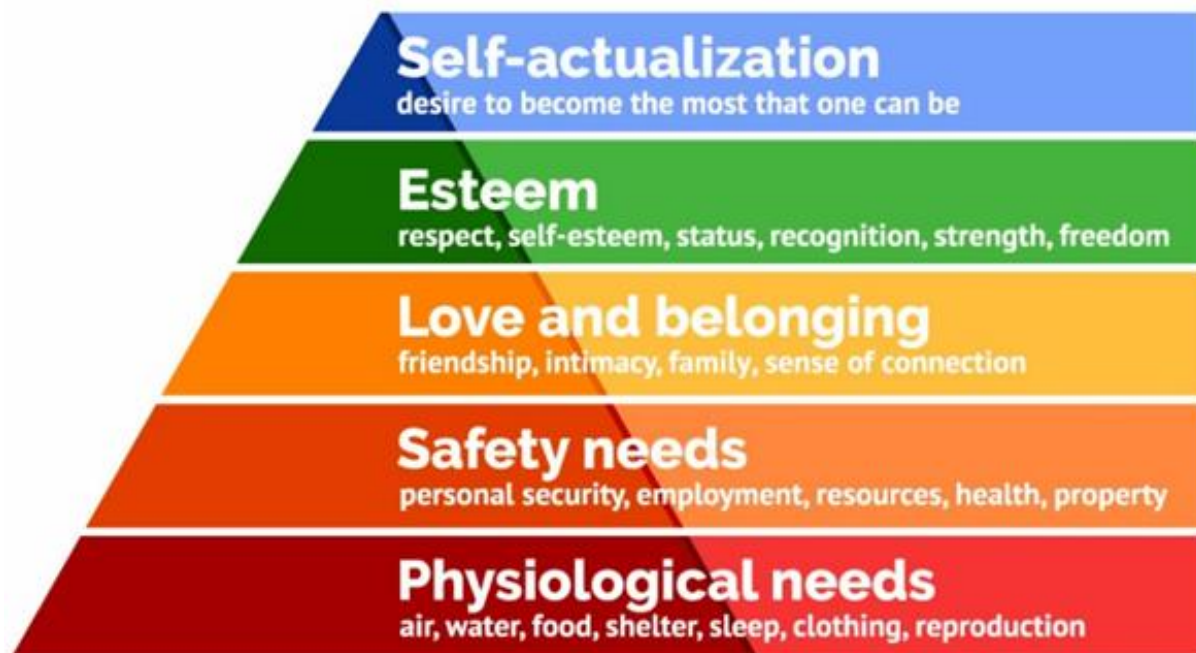 Self-actualization
desire to become the most that one can be
Esteem
respect, self-esteem, status, recognition, strength, freedom
Love and belonging
friendship, intimacy, family, sense of connection
Safety needs
personal security, employment, resources, health, property
Physiological needs
air, water, food, shelter, sleep, clothing, reproduction